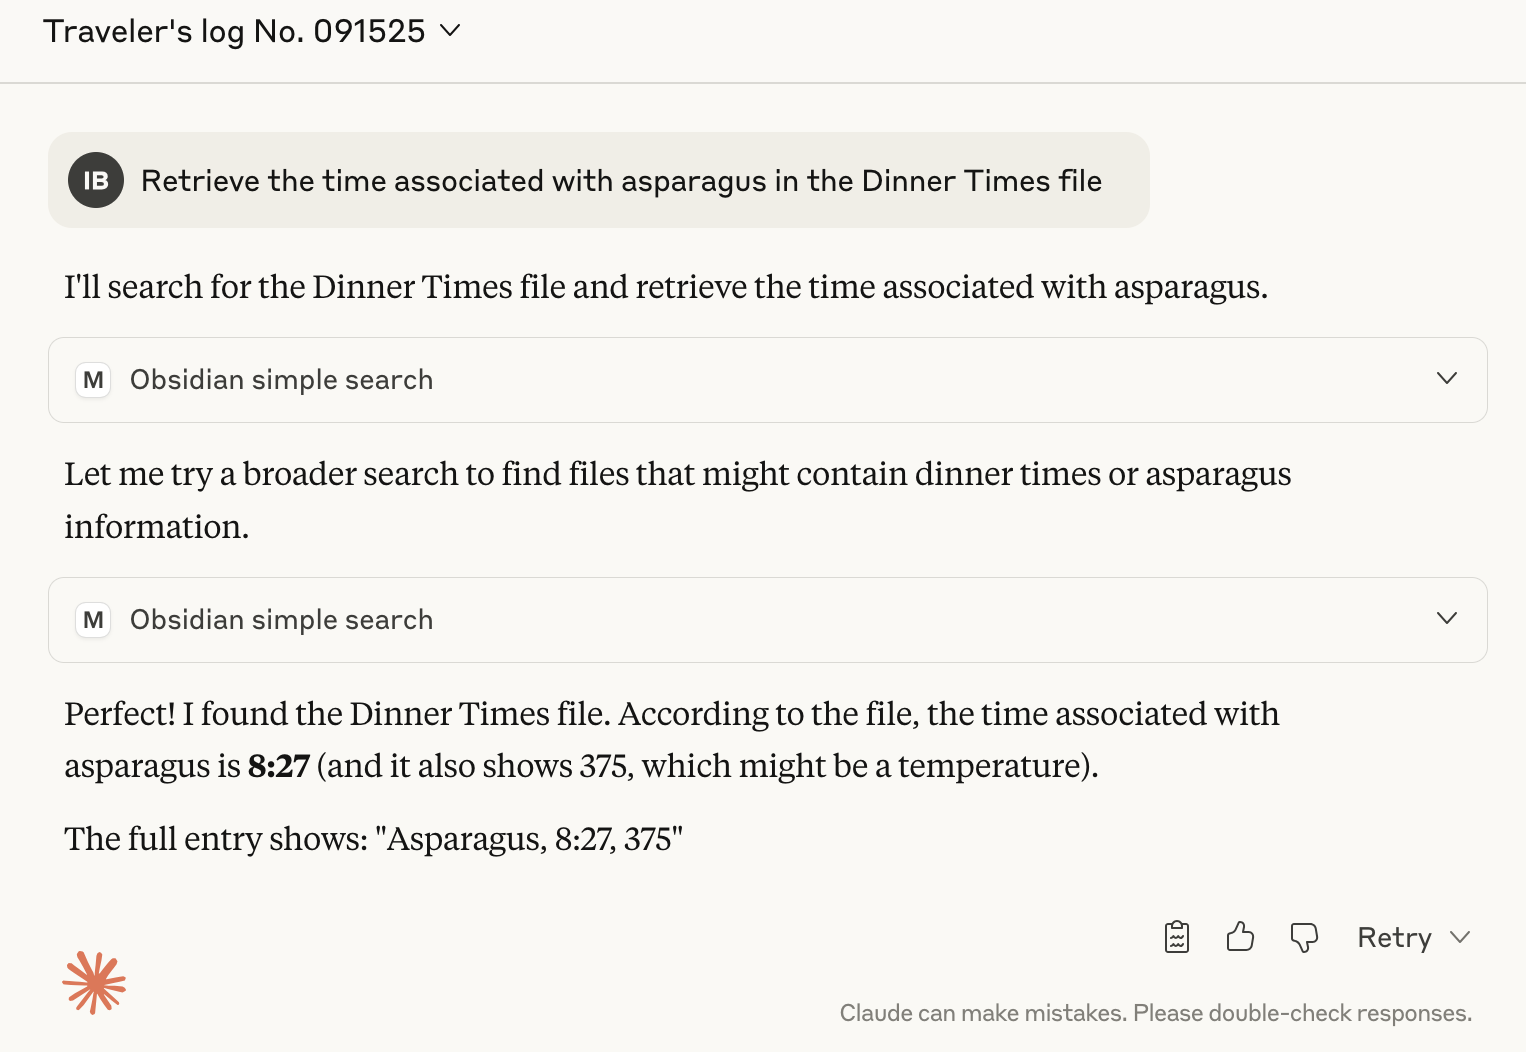 Traveler's log No. 091525
IB Retrieve the time associated with asparagus in the Dinner Times file
I'll search for the Dinner Times file and retrieve the time associated with asparagus.
M Obsidian simple search
Let me try a broader search to find files that might contain dinner times or asparagus
information.
M Obsidian simple search
Perfect! I found the Dinner Times file. According to the file, the time associated with
asparagus is 8:27 (and it also shows 375, which might be a temperature).
The full entry shows: "Asparagus, 8:27, 375"
Retry
Claude can make mistakes. Please double-check responses.